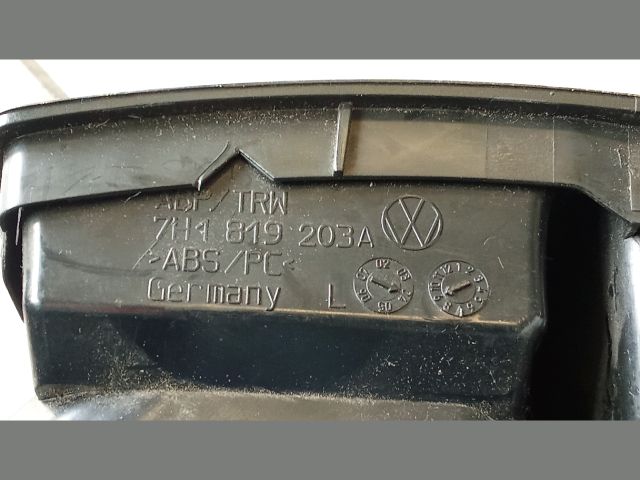 ADP/TRW
7H1 819 203A
>ABS/PC<
Germany L